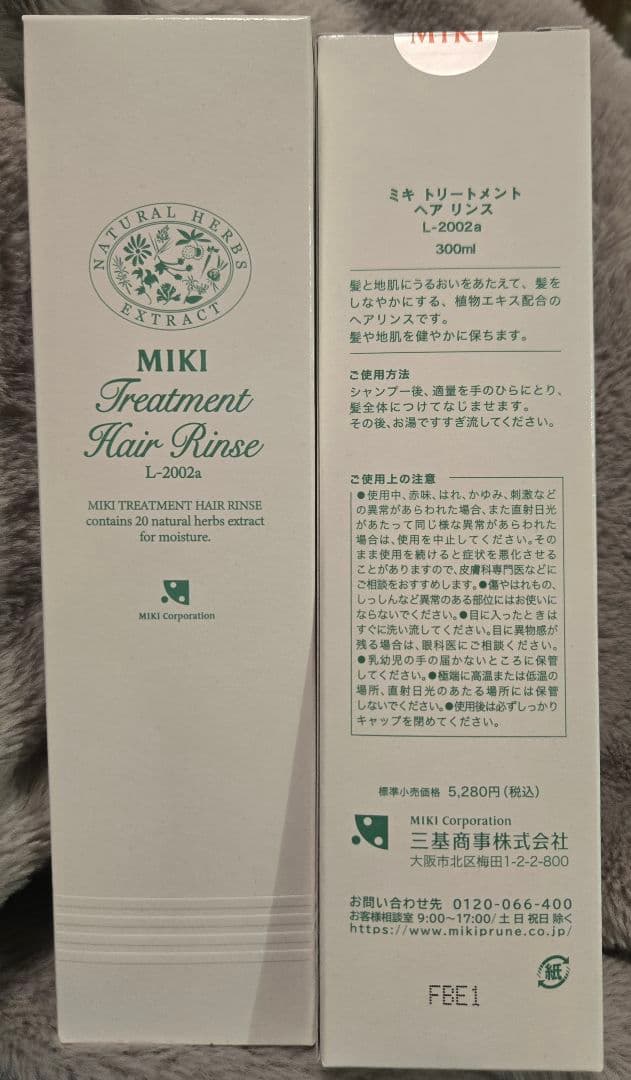 NATURAL HERBS
EXTRACT
MIKI
Treatment
Hair Rinse
L-2002a
MIKI TREATMENT HAIR RINSE
contains 20 natural herbs extract
for moisture.
MIKI Corporation
MIKI
ミキ トリートメント
ヘア リンス
L-2002a
300ml
髪と地肌にうるおいをあたえて、髪を
しなやかにする、植物エキス配合の
ヘアリンスです。
髪や地肌を健やかに保ちます。
ご使用方法
シャンプー後、適量を手のひらにとり、
髪全体につけてなじませます。
その後、お湯ですすぎ流してください。
ご使用上の注意
●使用中、赤味、はれ、かゆみ、刺激など
の異常があらわれた場合、また直射日光
があたって同じ様な異常があらわれた
場合は、使用を中止してください。その
まま使用を続けると症状を悪化させる
ことがありますので、皮膚科専門医などに
ご相談をおすすめします。●傷やはれもの、
しっしんなど異常のある部位にはお使いに
ならないでください。●目に入ったときは
すぐに洗い流してください。目に異物感が
残る場合は、眼科医にご相談ください。
●乳幼児の手の届かないところに保管
してください。●極端に高温または低温の
場所、直射日光のあたる場所には保管
しないでください。●使用後は必ずしっかり
キャップを閉めてください。
標準小売価格 5,280円(税込)
MIKI Corporation
三基商事株式会社
大阪市北区梅田1-2-2-800
お問い合わせ先 0120-066-400
お客様相談室 9:00〜17:00/土 日 祝日 除く
https://www.mikiprune.co.jp/
紙
FBE1